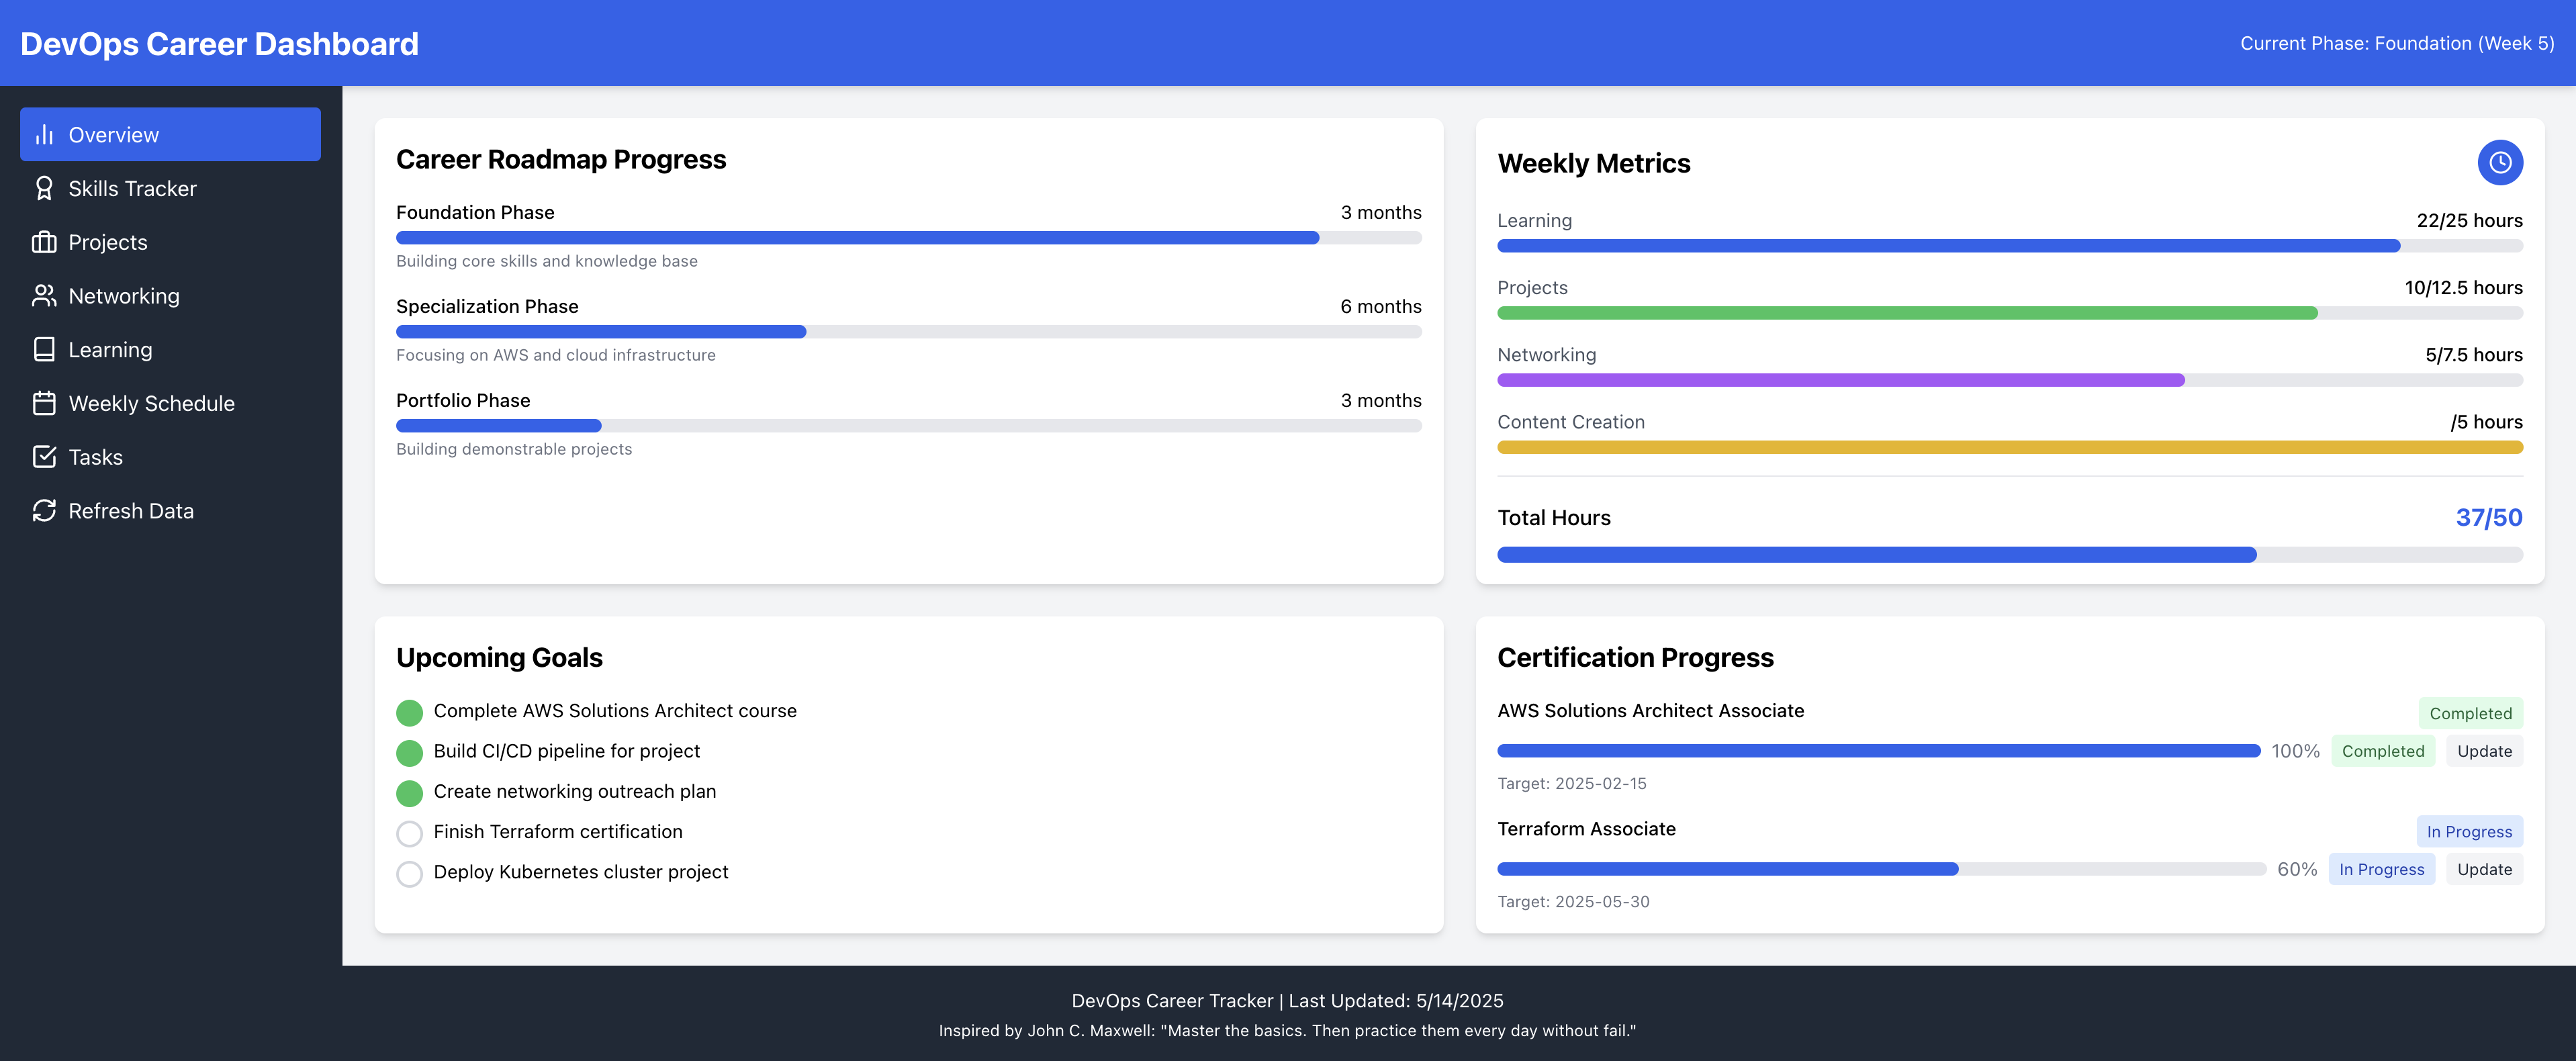 DevOps Career Dashboard
Current Phase: Foundation (Week 5)
Overview
Skills Tracker
Projects
Networking
Learning
Weekly Schedule
Tasks
Refresh Data
Career Roadmap Progress
Foundation Phase 3 months
Building core skills and knowledge base
Specialization Phase 6 months
Focusing on AWS and cloud infrastructure
Portfolio Phase 3 months
Building demonstrable projects
Weekly Metrics
Learning 22/25 hours
Projects 10/12.5 hours
Networking 5/7.5 hours
Content Creation /5 hours
Total Hours 37/50
Upcoming Goals
Complete AWS Solutions Architect course
Build CI/CD pipeline for project
Create networking outreach plan
Finish Terraform certification
Deploy Kubernetes cluster project
Certification Progress
AWS Solutions Architect Associate Completed
100% Completed Update
Target: 2025-02-15
Terraform Associate In Progress
60% In Progress Update
Target: 2025-05-30
DevOps Career Tracker | Last Updated: 5/14/2025
Inspired by John C. Maxwell: "Master the basics. Then practice them every day without fail."